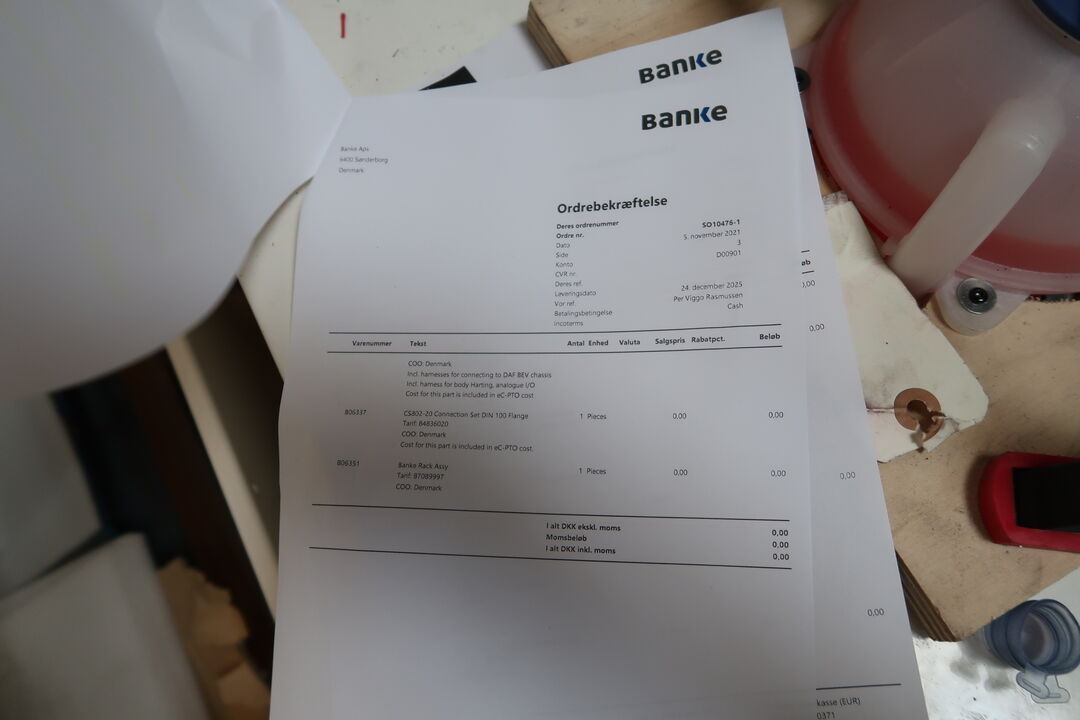 Banke
Banke
Banke Aps
6400 Sønderborg
Denmark
Ordrebekræftelse
Deres ordrenummer
Ordre nr. SO10476-1
Dato 5. november 2021
Side 3
Konto D00901
CVR nr.
Deres ref.
Leveringsdato 24. december 2025
Vor ref. Per Viggo Rasmussen
Betalingsbetingelse Cash
Incoterms
Varenummer Tekst Antal Enhed Valuta Salgspris Rabatpct. Beløb
COO: Denmark
Incl. harnesses for connecting to DAF BEV chassis
Incl. harness for body Harting, analogue I/O
Cost for this part is included in eC-PTO cost
806337 CS802-20 Connection Set DIN 100 Flange 1 Pieces 0,00 0,00
Tarif: 84836020
COO: Denmark
Cost for this part is included in eC-PTO cost.
806351 Banke Rack Assy 1 Pieces 0,00 0,00
Tarif: 87089997
COO: Denmark
I alt DKK ekskl. moms 0,00
Momsbeløb 0,00
I alt DKK inkl. moms 0,00
øb
0,00
0,00
0,00
0,00
kasse (EUR)
0371